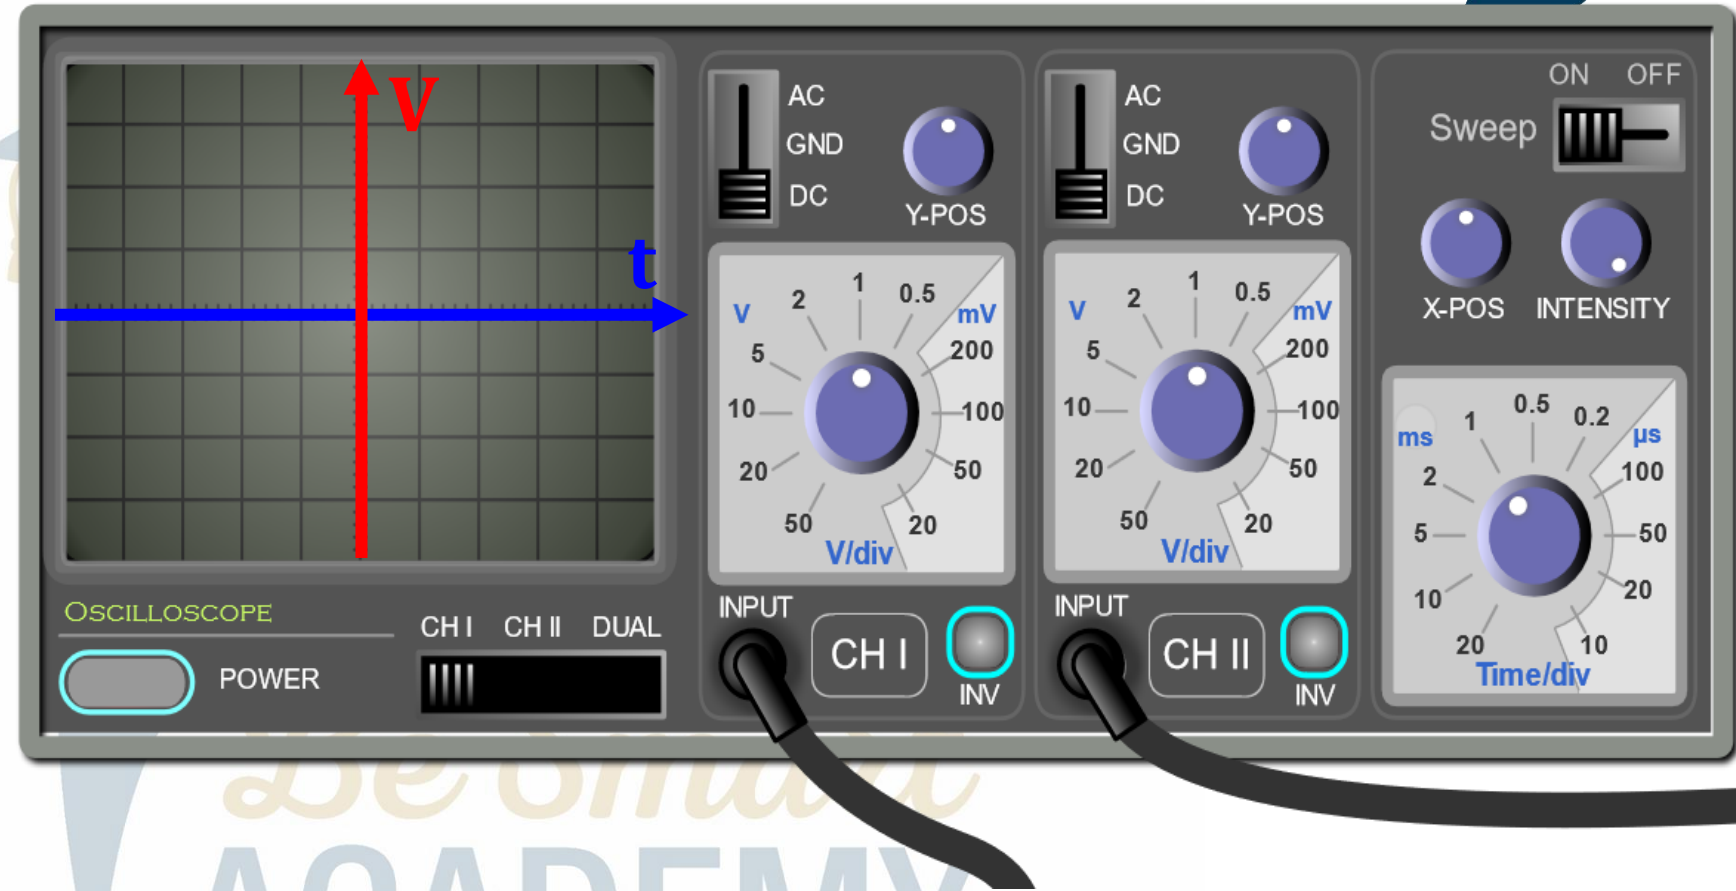 V
t
OSCILLOSCOPE
POWER
CH I CH II DUAL
AC
GND
DC
Y-POS
V
mV
50
20
10
5
2
1
0.5
200
100
50
20
V/div
INPUT
CH I
INV
AC
GND
DC
Y-POS
V
mV
50
20
10
5
2
1
0.5
200
100
50
20
V/div
INPUT
CH II
INV
ON OFF
Sweep
X-POS INTENSITY
ms
µs
20
10
5
2
1
0.5
0.2
100
50
20
10
Time/div
Be Smart
ACADEMY